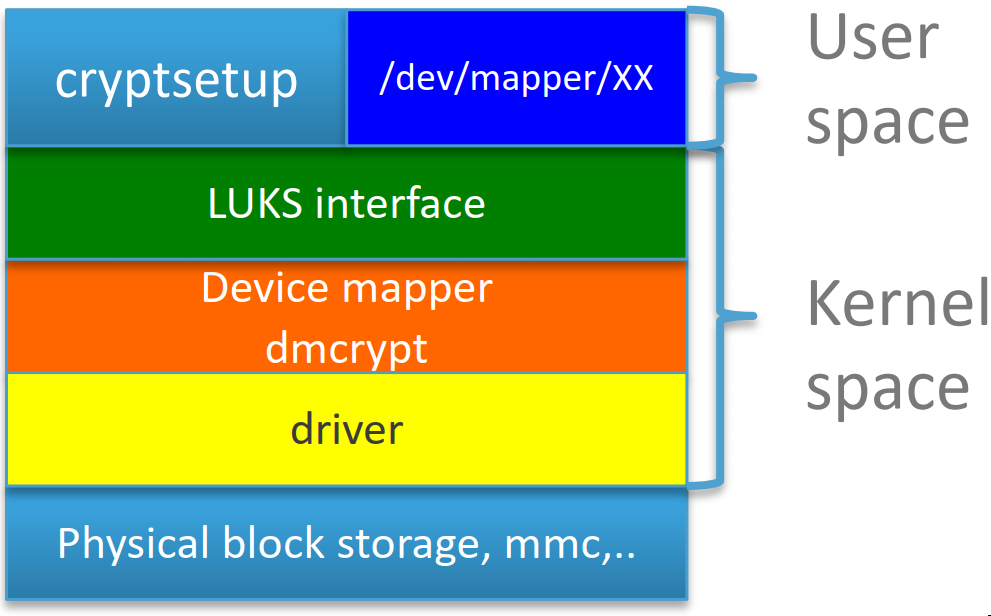 cryptsetup
/dev/mapper/XX
User
space
LUKS interface
Device mapper
dmcrypt
Kernel
space
driver
Physical block storage, mmc,..